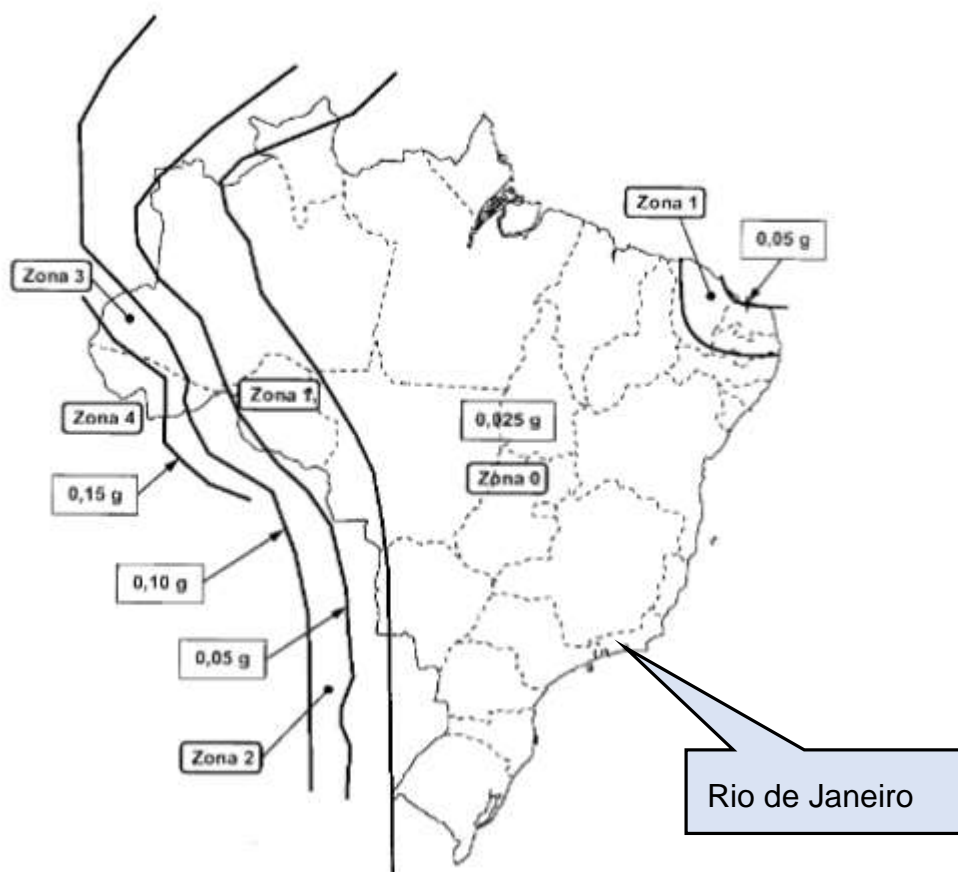 Zona 1
0,05 g
Zona 3
Zona 1
0,025 g
Zona 4
Zona 0
0,15 g
0,10 g
0,05 g
Zona 2
Rio de Janeiro